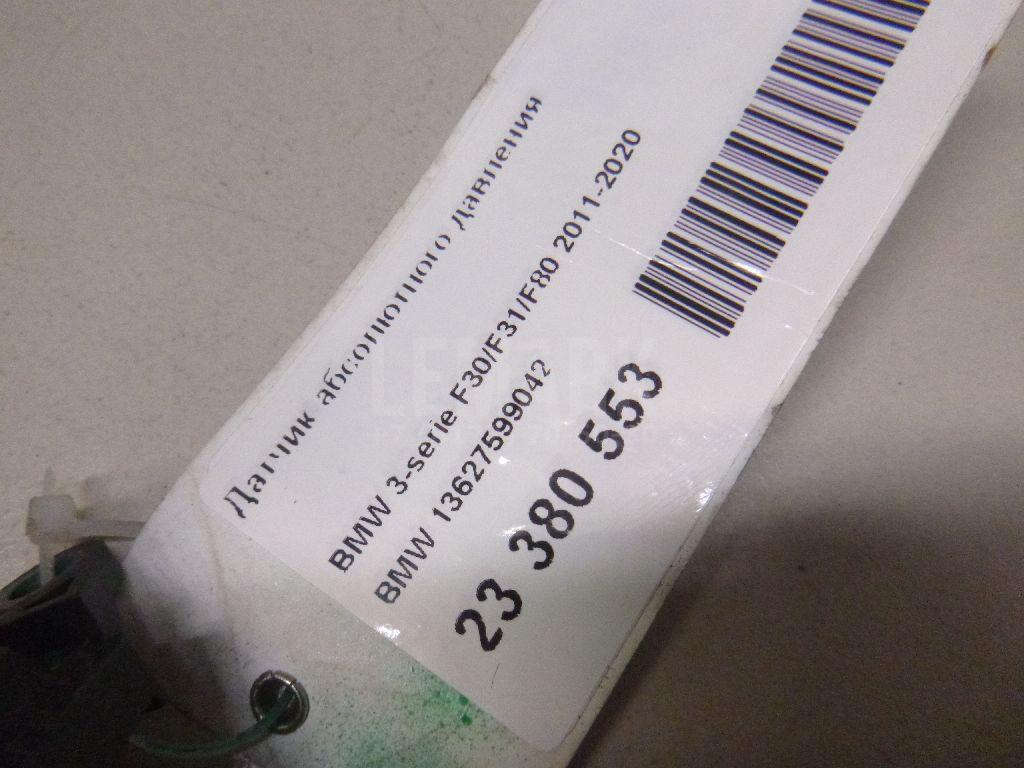 Датчик абсолютного давления
BMW 3-serie F30/F31/F80 2011-2020
BMW 13627599042
23 380 553